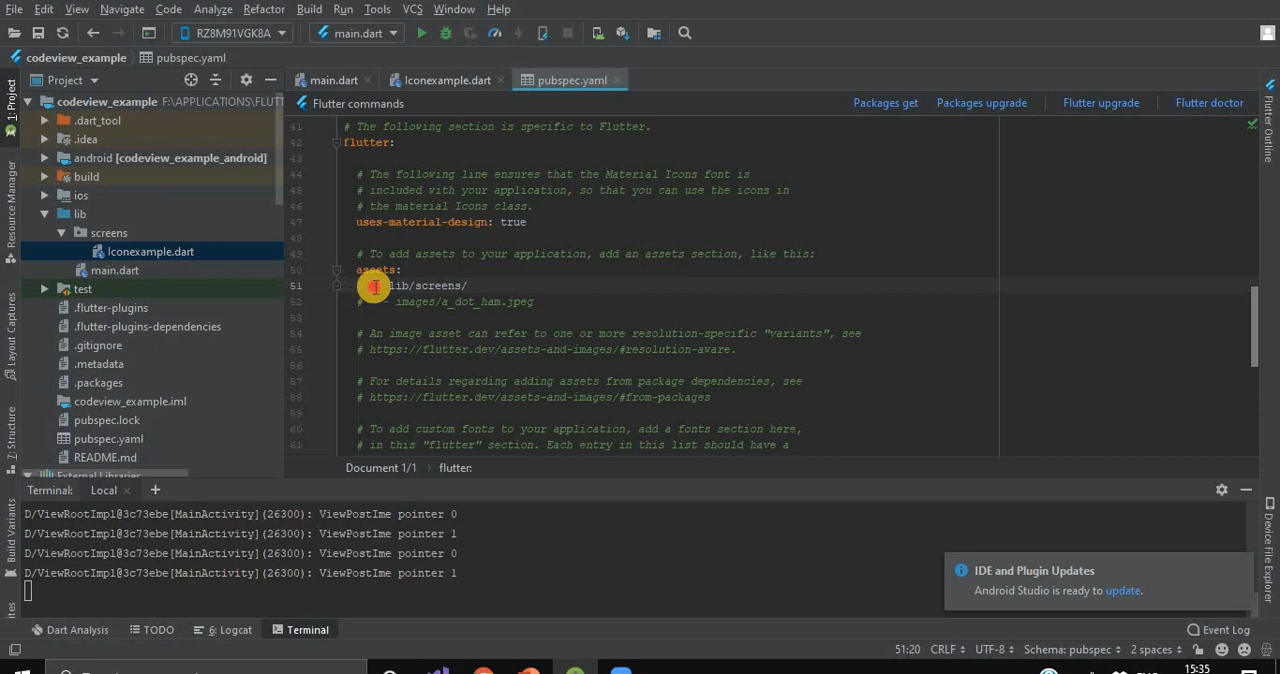 File Edit View Navigate Code Analyze Refactor Build Run Tools VCS Window Help
RZ8M91VGK8A main.dart
codeview_example pubspec.yaml
Project main.dart Iconexample.dart pubspec.yaml
codeview_example F:\APPLICATIONS\FLUT
Flutter commands Packages get Packages upgrade Flutter upgrade Flutter doctor
.dart_tool
.idea
android [codeview_example_android]
build
ios
lib
screens
Iconexample.dart
main.dart
test
.flutter-plugins
.flutter-plugins-dependencies
.gitignore
.metadata
.packages
codeview_example.iml
pubspec.lock
pubspec.yaml
README.md
External Libraries
1: Project
Resource Manager
Layout Captures
Z: Structure
Build Variants
41 # The following section is specific to Flutter.
42 flutter:
43
44 # The following line ensures that the Material Icons font is
45 # included with your application, so that you can use the icons in
46 # the material Icons class.
47 uses-material-design: true
48
49 # To add assets to your application, add an assets section, like this:
50 assets:
51 lib/screens/
52 # - images/a_dot_ham.jpeg
53
54 # An image asset can refer to one or more resolution-specific "variants", see
55 # https://flutter.dev/assets-and-images/#resolution-aware.
56
57 # For details regarding adding assets from package dependencies, see
58 # https://flutter.dev/assets-and-images/#from-packages
59
60 # To add custom fonts to your application, add a fonts section here,
61 # in this "flutter" section. Each entry in this list should have a
Document 1/1 flutter:
Flutter Outline
Device File Explorer
Terminal: Local
D/ViewRootImpl@3c73ebe[MainActivity](26300): ViewPostIme pointer 0
D/ViewRootImpl@3c73ebe[MainActivity](26300): ViewPostIme pointer 1
D/ViewRootImpl@3c73ebe[MainActivity](26300): ViewPostIme pointer 0
D/ViewRootImpl@3c73ebe[MainActivity](26300): ViewPostIme pointer 1
IDE and Plugin Updates
Android Studio is ready to update.
Dart Analysis TODO 6: Logcat Terminal Event Log
51:20 CRLF UTF-8 Schema: pubspec 2 spaces
15:35